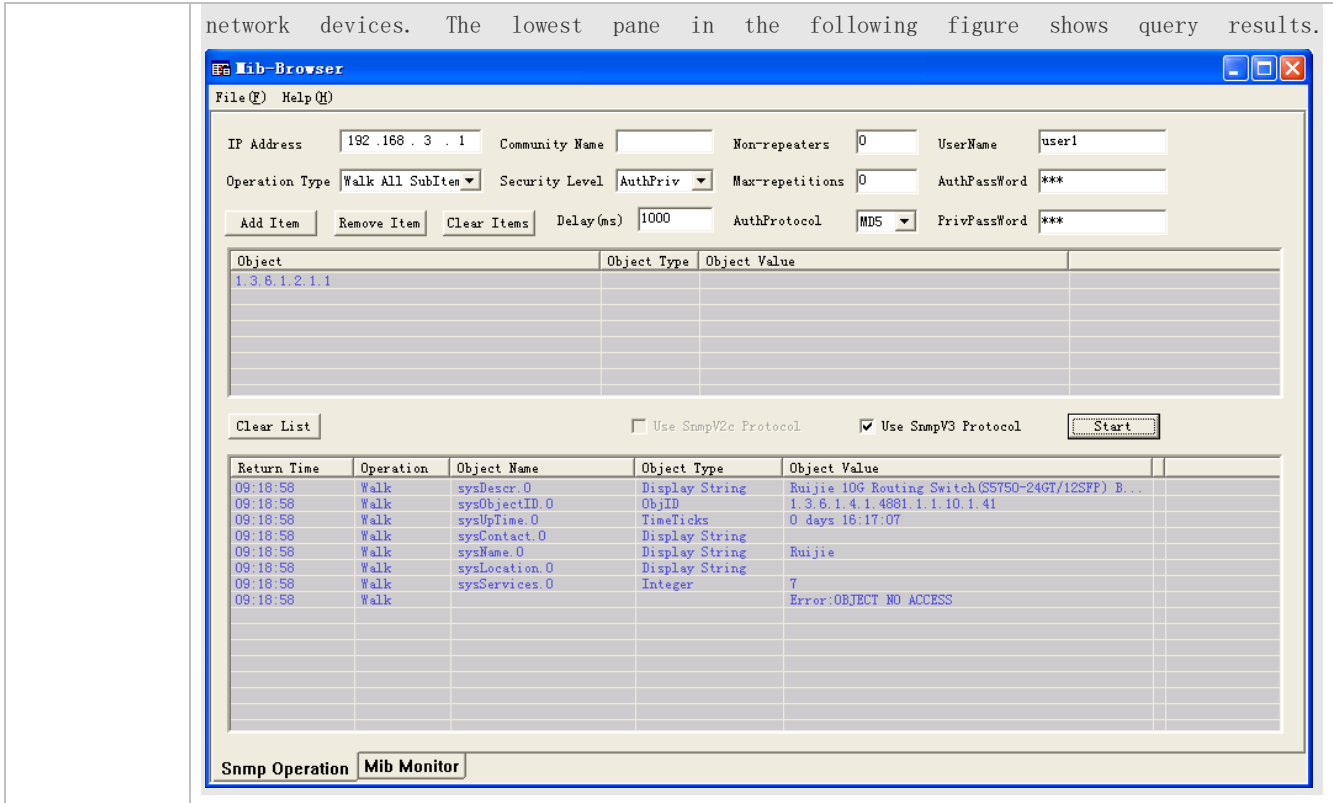 network devices. The lowest pane in the following figure shows query results.
Mib-Browser
File(F) Help(H)
IP Address 192 .168 . 3 . 1 Community Name Non-repeaters 0 UserName user1
Operation Type Walk All SubItem Security Level AuthPriv Max-repetitions 0 AuthPassWord ***
Add Item Remove Item Clear Items Delay(ms) 1000 AuthProtocol MD5 PrivPassWord ***
Object Object Type Object Value
1.3.6.1.2.1.1
Clear List Use SnmpV2c Protocol Use SnmpV3 Protocol Start
Return Time Operation Object Name Object Type Object Value
09:18:58 Walk sysDescr.0 Display String Ruijie 10G Routing Switch(S5750-24GT/12SFP) B...
09:18:58 Walk sysObjectID.0 ObjID 1.3.6.1.4.1.4881.1.1.10.1.41
09:18:58 Walk sysUpTime.0 TimeTicks 0 days 16:17:07
09:18:58 Walk sysContact.0 Display String
09:18:58 Walk sysName.0 Display String Ruijie
09:18:58 Walk sysLocation.0 Display String
09:18:58 Walk sysServices.0 Integer 7
09:18:58 Walk Error:OBJECT NO ACCESS
Snmp Operation Mib Monitor